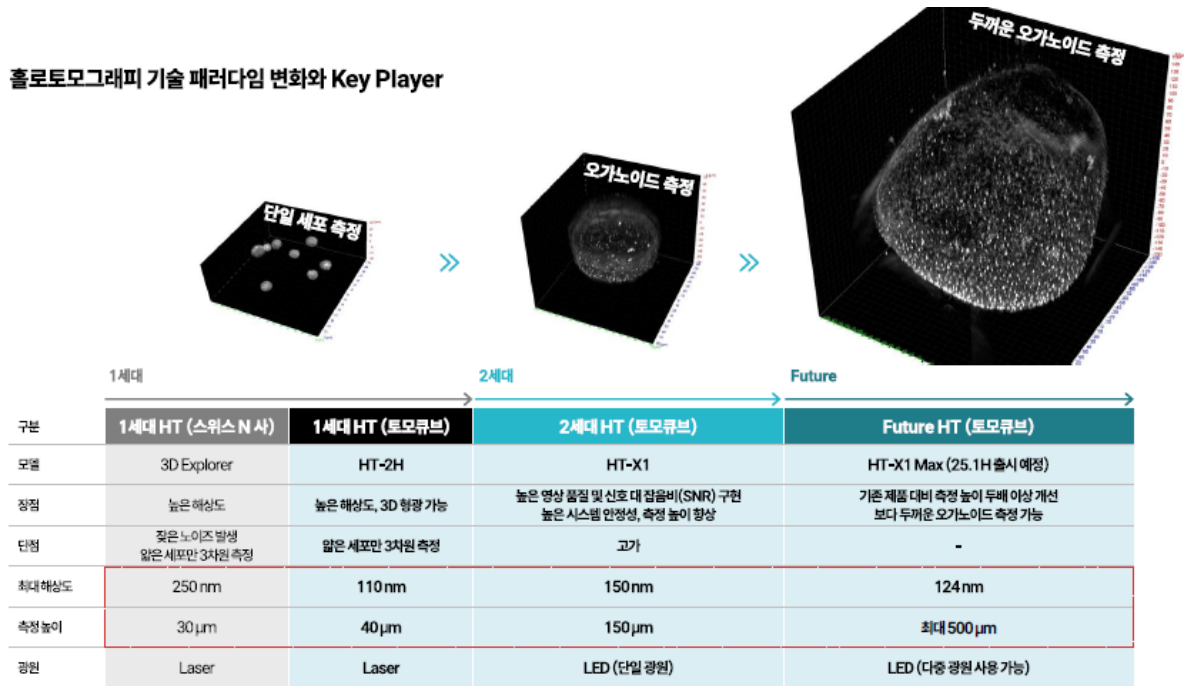 홀로토모그래피 기술 패러다임 변화와 Key Player
단일 세포 측정
오가노이드 측정
두꺼운 오가노이드 측정
1세대
2세대
Future
구분
1세대 HT (스위스 N 사)
1세대 HT (토모큐브)
2세대 HT (토모큐브)
Future HT (토모큐브)
모델
3D Explorer
HT-2H
HT-X1
HT-X1 Max (25.1H 출시 예정)
장점
높은 해상도
높은 해상도, 3D 형광 가능
높은 영상 품질 및 신호 대 잡음비(SNR) 구현
높은 시스템 안정성, 측정 높이 향상
기존 제품 대비 측정 높이 두배 이상 개선
보다 두꺼운 오가노이드 측정 가능
단점
잦은 노이즈 발생
얇은 세포만 3차원 측정
얇은 세포만 3차원 측정
고가
-
최대 해상도
250 nm
110 nm
150 nm
124 nm
측정 높이
30 μm
40 μm
150 μm
최대 500 μm
광원
Laser
Laser
LED (단일 광원)
LED (다중 광원 사용 가능)